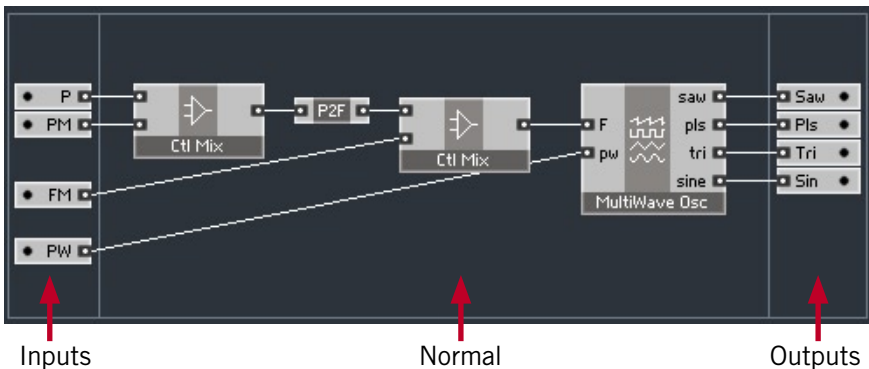 P
PM
FM
PW
Ctl Mix
P2F
Ctl Mix
F
pw
saw
pls
tri
sine
MultiWave Osc
Saw
Pls
Tri
Sin
Inputs
Normal
Outputs